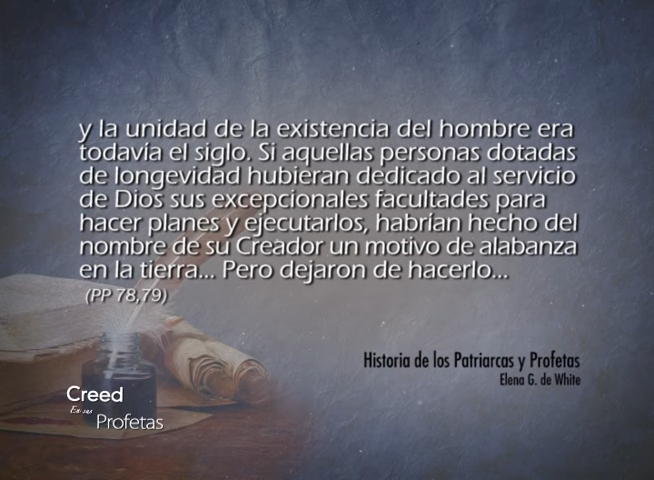 y la unidad de la existencia del hombre era
todavía el siglo. Si aquellas personas dotadas
de longevidad hubieran dedicado al servicio
de Dios sus excepcionales facultades para
hacer planes y ejecutarlos, habrían hecho del
nombre de su Creador un motivo de alabanza
en la tierra... Pero dejaron de hacerlo...
(PP 78,79)
Historia de los Patriarcas y Profetas
Elena G. de White
Creed
En sus
Profetas